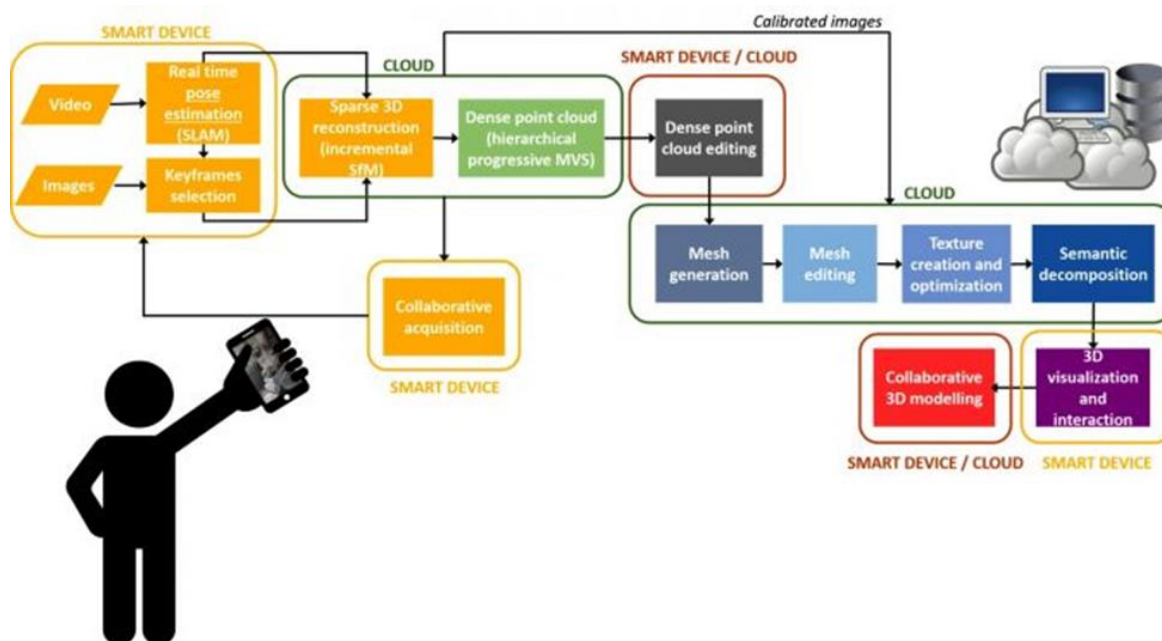 Calibrated images
SMART DEVICE
Video
Real time
pose
estimation
(SLAM)
Images
Keyframes
selection
CLOUD
Sparse 3D
reconstruction
(incremental
SfM)
Dense point cloud
(hierarchical
progressive MVS)
SMART DEVICE / CLOUD
Dense point
cloud editing
CLOUD
Mesh
generation
Mesh
editing
Texture
creation and
optimization
Semantic
decomposition
Collaborative
acquisition
SMART DEVICE
Collaborative
3D modelling
SMART DEVICE / CLOUD
3D
visualization
and
interaction
SMART DEVICE